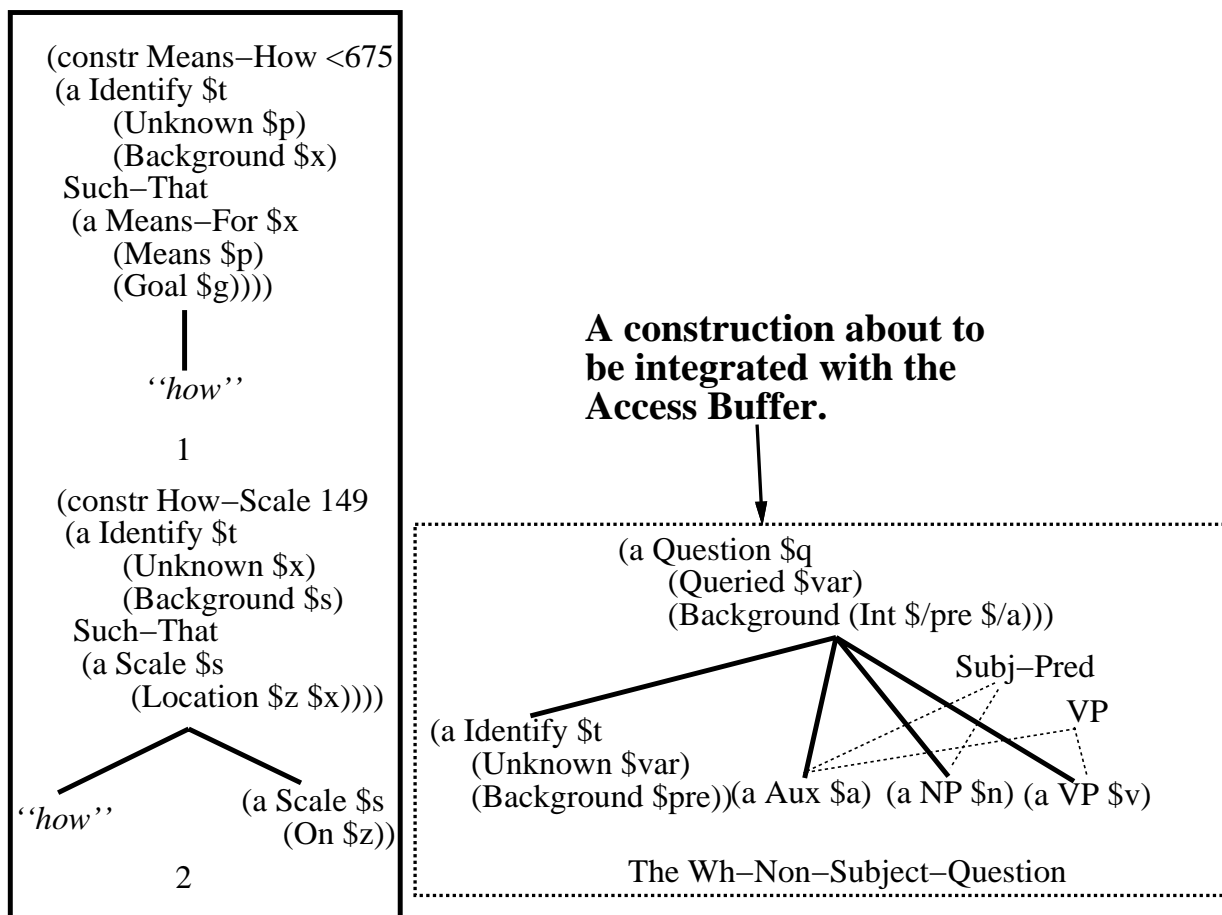 (constr Means−How <675
(a Identify $t
(Unknown $p)
(Background $x)
Such−That
(a Means−For $x
(Means $p)
(Goal $g))))
‘‘how’’
1
(constr How−Scale 149
(a Identify $t
(Unknown $x)
(Background $s)
Such−That
(a Scale $s
(Location $z $x))))
‘‘how’’
(a Scale $s
(On $z))
2
A construction about to
be integrated with the
Access Buffer.
(a Question $q
(Queried $var)
(Background (Int $/pre $/a)))
Subj−Pred
VP
(a Identify $t
(Unknown $var)
(Background $pre))
(a Aux $a)
(a NP $n)
(a VP $v)
The Wh−Non−Subject−Question